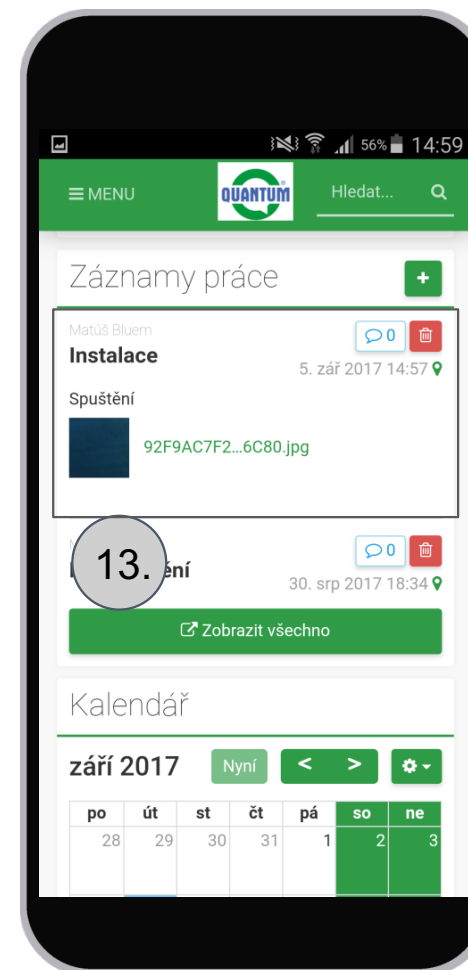 56% 14:59
MENU QUANTUM Hledat...
Záznamy práce +
Matúš Bluem
0
Instalace
5. zář 2017 14:57
Spuštění
92F9AC7F2...6C80.jpg
13.
0
ění
30. srp 2017 18:34
Zobrazit všechno
Kalendář
září 2017 Nyní < >
po út st čt pá so ne
28 29 30 31 1 2 3